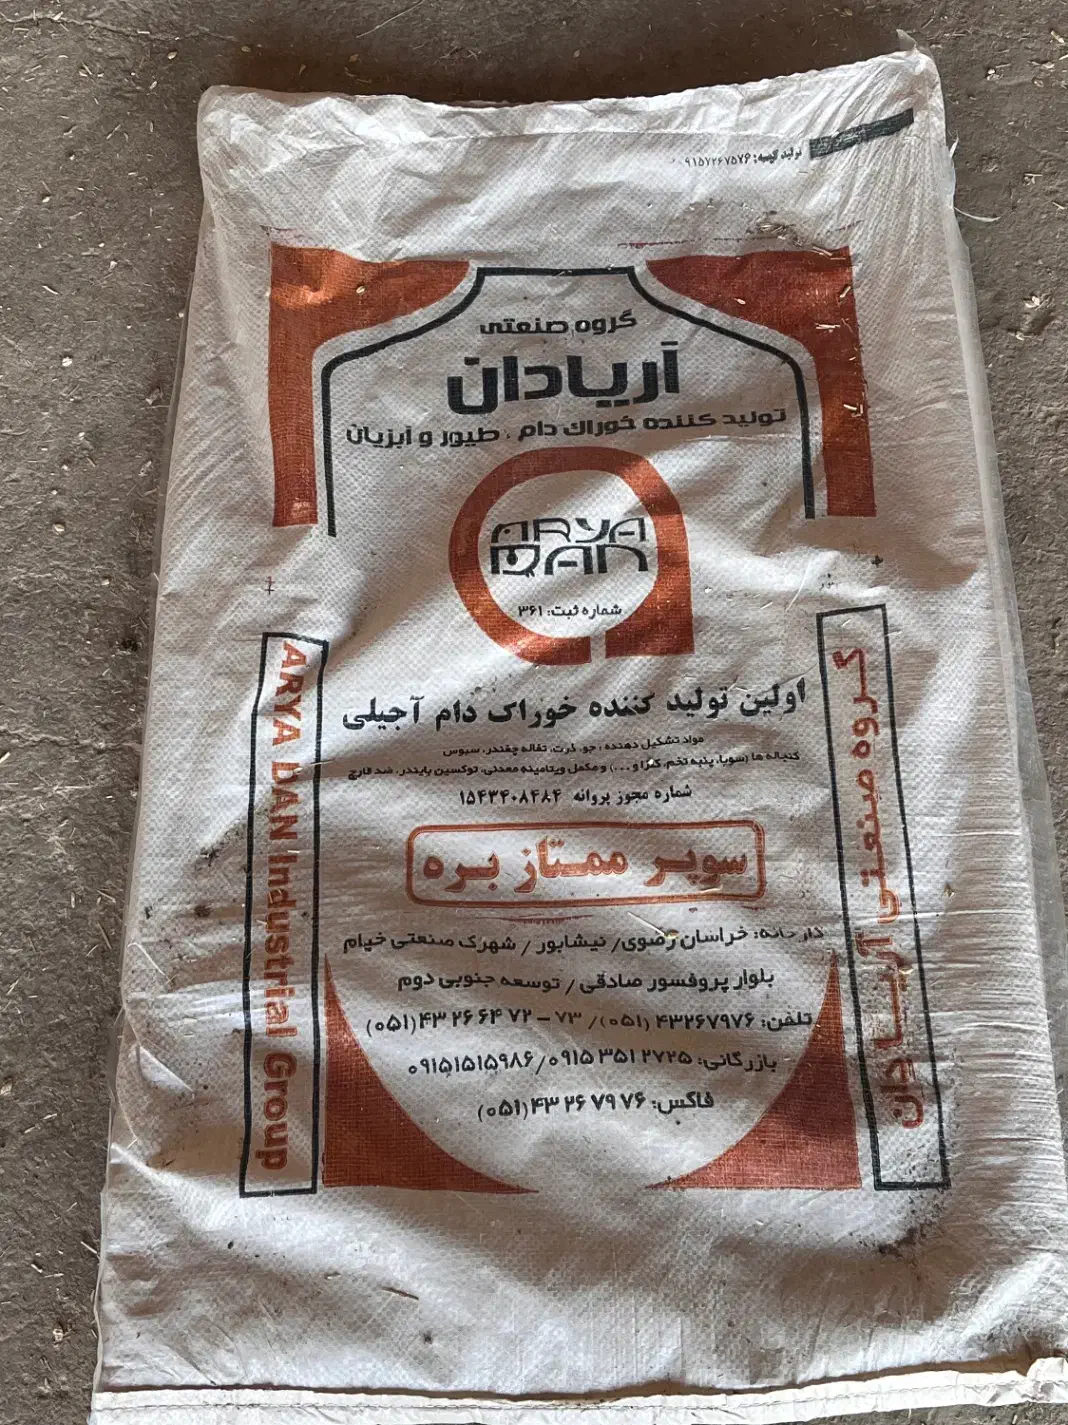 تولید کیسه: ۰۹۱۵۷۲۶۷۵۷۶
گروه صنعتی
آریادان
تولید کننده خوراک دام ، طیور و آبزیان
ARYA
DAN
شماره ثبت: ۳۶۱
اولین تولید کننده خوراک دام آجیلی
مواد تشکیل دهنده : جو، ذرت، تفاله چغندر، سبوس
کنجاله ها (سویا، پنبه تخم، کلزا و ...) و مکمل ویتامینه معدنی، توکسین بایندر، ضد قارچ
شماره مجوز پروانه ۱۵۴۳۴۰۸۴۸۴
سوپر ممتاز بره
کارخانه: خراسان رضوی/ نیشابور / شهرک صنعتی خیام
بلوار پروفسور صادقی / توسعه جنوبی دوم
تلفن: ۴۳۲۶۷۹۷۶ (۰۵۱)/ ۷۳ - ۴۳۲۶۶۴۷۲ (۰۵۱)
بازرگانی: ۰۹۱۵۳۵۱۲۷۲۵ / ۰۹۱۵۱۵۱۵۹۸۶
فاکس: ۴۳۲۶۷۹۷۶ (۰۵۱)
ARYA DAN Industrial Group
گروه صنعتی آریادان